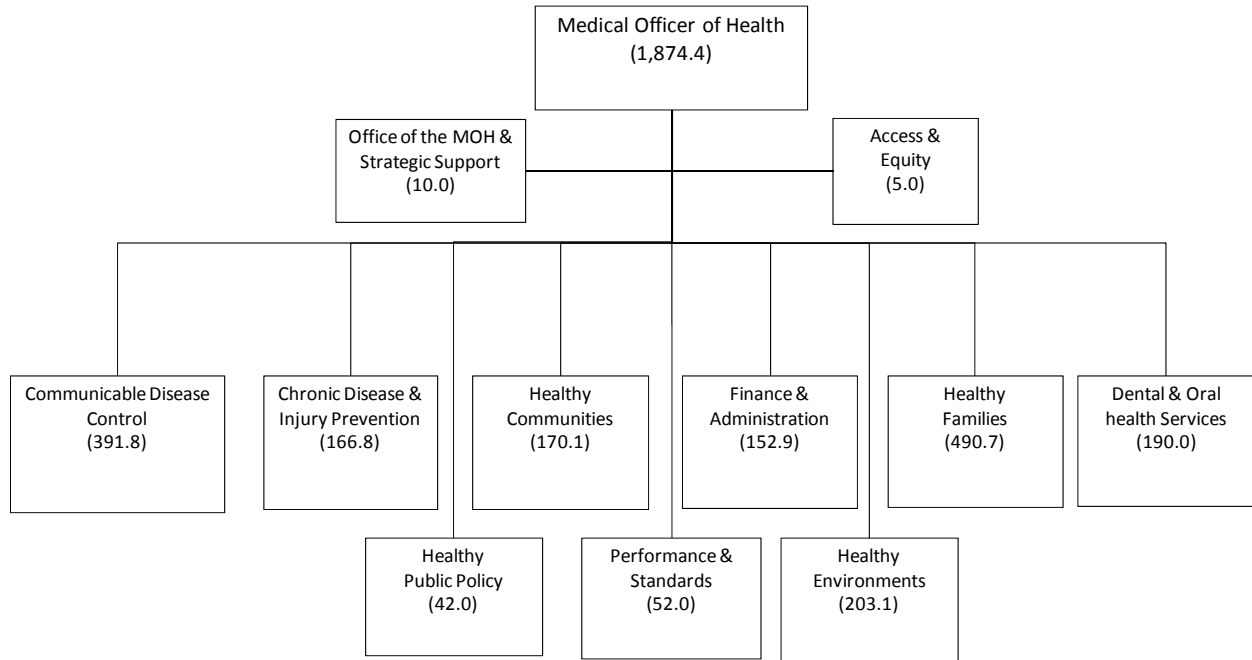 Medical Officer of Health
(1,874.4)
Office of the MOH &
Strategic Support
(10.0)
Access &
Equity
(5.0)
Communicable Disease
Control
(391.8)
Chronic Disease &
Injury Prevention
(166.8)
Healthy
Communities
(170.1)
Finance &
Administration
(152.9)
Healthy
Families
(490.7)
Dental & Oral
health Services
(190.0)
Healthy
Public Policy
(42.0)
Performance &
Standards
(52.0)
Healthy
Environments
(203.1)